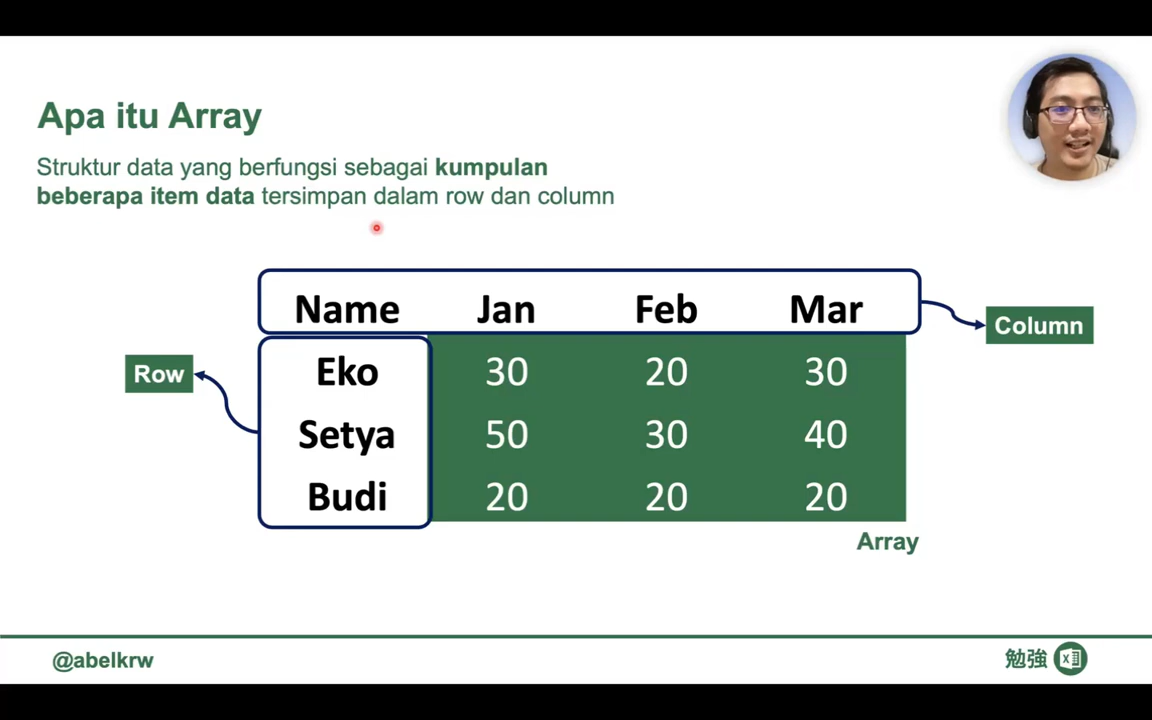 Apa itu Array
Struktur data yang berfungsi sebagai kumpulan
beberapa item data tersimpan dalam row dan column
Name Jan Feb Mar
Column
Row
Eko 30 20 30
Setya 50 30 40
Budi 20 20 20
Array
@abelkrw
勉強 X